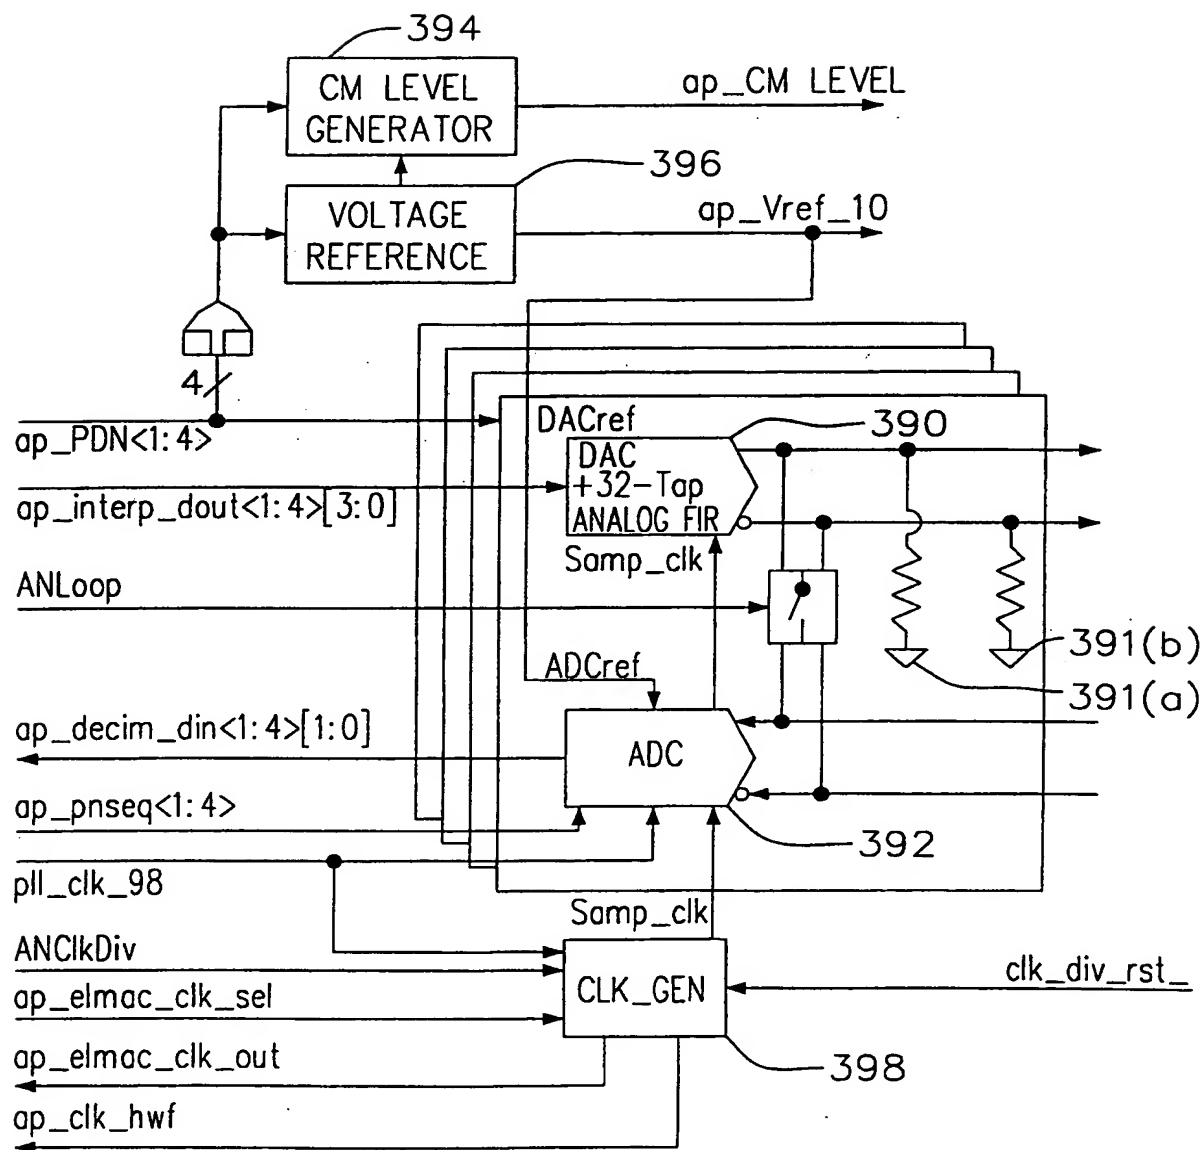 394
CM LEVEL
GENERATOR
ap_CM LEVEL
396
VOLTAGE
REFERENCE
ap_Vref_10
4
ap_PDN<1:4>
DACref
390
DAC
+32-Tap
ANALOG FIR
ap_interp_dout<1:4>[3:0]
Samp_clk
ANLoop
391(b)
391(a)
ADCref
ap_decim_din<1:4>[1:0]
ADC
ap_pnseq<1:4>
392
pll_clk_98
Samp_clk
ANClkDiv
CLK_GEN
clk_div_rst_
ap_elmac_clk_sel
ap_elmac_clk_out
398
ap_clk_hwf